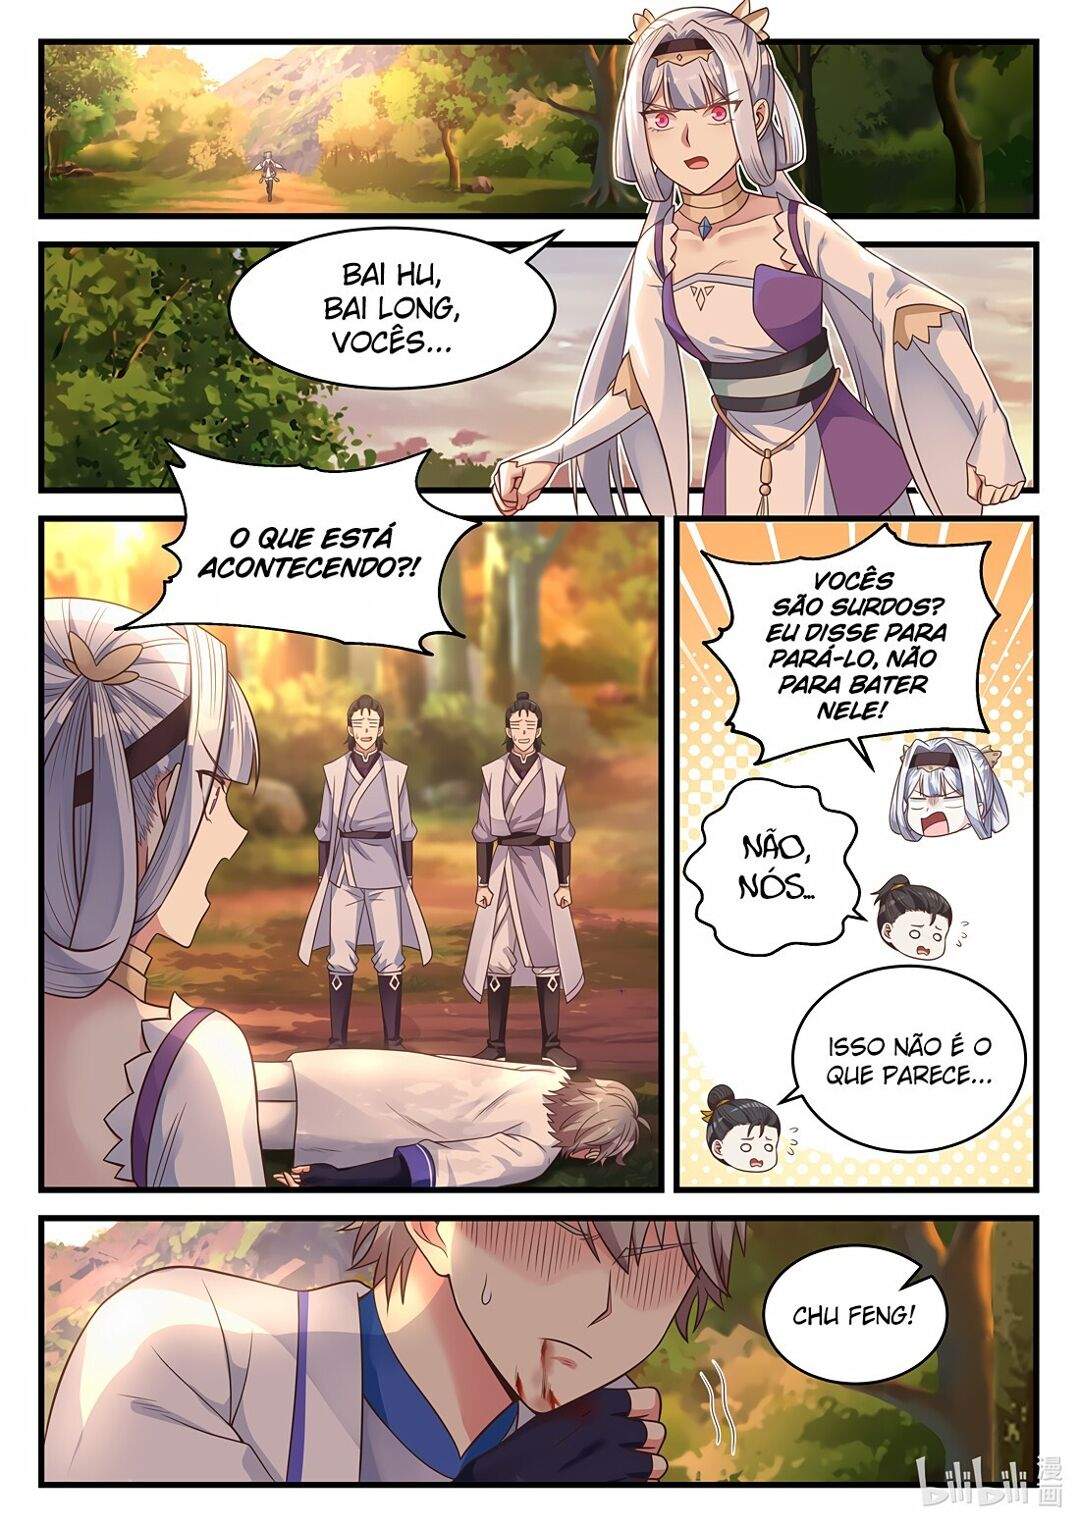 BAI HU,
BAI LONG,
VOCÊS...
O QUE ESTÁ
ACONTECENDO?!
VOCÊS
SÃO SURDOS?
EU DISSE PARA
PARÁ-LO, NÃO
PARA BATER
NELE!
NÃO,
NÓS...
ISSO NÃO É O
QUE PARECE...
CHU FENG!
bilibili 漫画